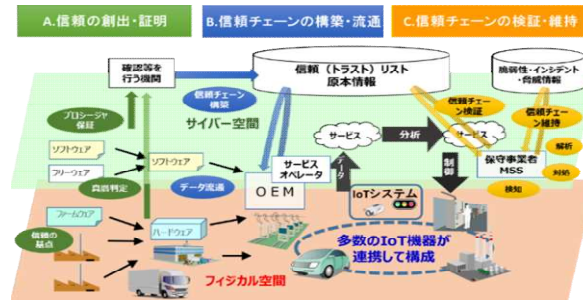 A.信頼の創出・証明
B.信頼チェーンの構築・流通
C.信頼チェーンの検証・維持
確認等を
行う機関
信頼チェーン
構築
信頼（トラスト）リスト
原本情報
脆弱性・インシデント
・脅威情報
プロシージャ
保証
サイバー空間
信頼チェー
ン検証
信頼チェー
ン維持
サービス
分析
サービス
解析
ソフトウェア
ソフトウェア
フリーウェア
真贋判定
データ流通
サービス
オペレータ
OEM
データ
制御
保守事業者
MSS
対処
検知
IoTシステム
ファームウェア
信頼の
基点
ハードウェア
多数のIoT機器が
連携して構成
フィジカル空間